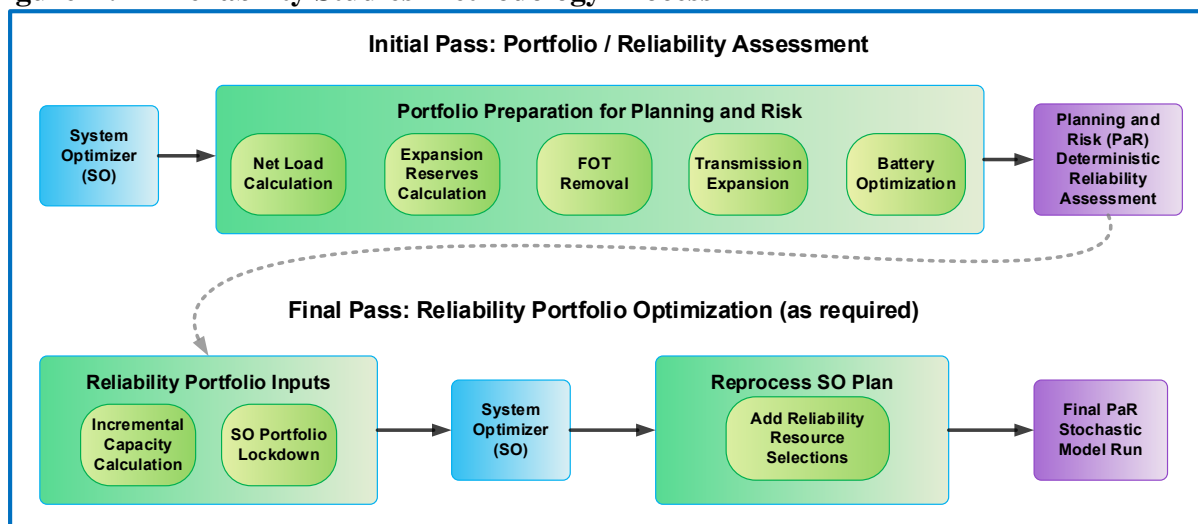 Initial Pass: Portfolio / Reliability Assessment
System
Optimizer
(SO)
Portfolio Preparation for Planning and Risk
Net Load
Calculation
Expansion
Reserves
Calculation
FOT
Removal
Transmission
Expansion
Battery
Optimization
Planning and
Risk (PaR)
Deterministic
Reliability
Assessment
Final Pass: Reliability Portfolio Optimization (as required)
Reliability Portfolio Inputs
Incremental
Capacity
Calculation
SO Portfolio
Lockdown
System
Optimizer
(SO)
Reprocess SO Plan
Add Reliability
Resource
Selections
Final PaR
Stochastic
Model Run